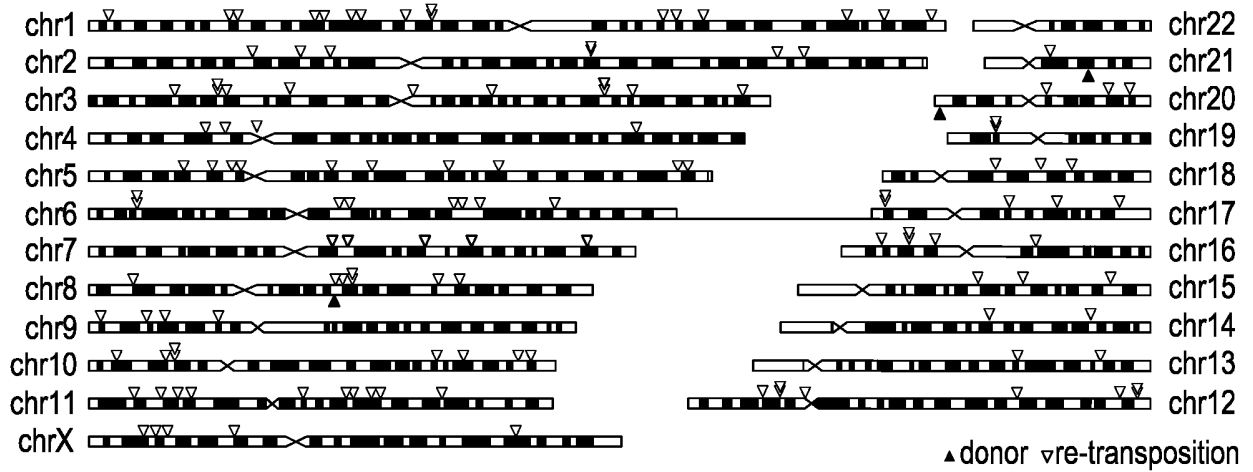 chr1 chr22
chr2 chr21
chr3 chr20
chr4 chr19
chr5 chr18
chr6 chr17
chr7 chr16
chr8 chr15
chr9 chr14
chr10 chr13
chr11 chr12
chrX
▲donor ▽re-transposition